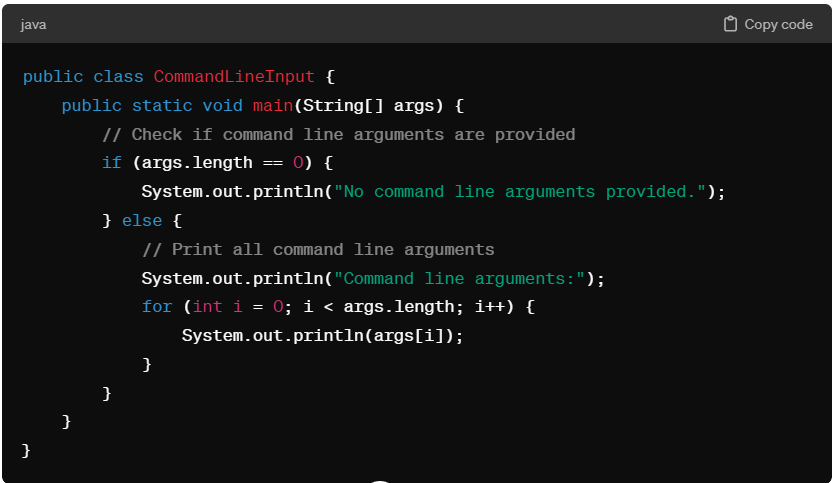 java
Copy code
public class CommandLineInput {
    public static void main(String[] args) {
        // Check if command line arguments are provided
        if (args.length == 0) {
            System.out.println("No command line arguments provided.");
        } else {
            // Print all command line arguments
            System.out.println("Command line arguments:");
            for (int i = 0; i < args.length; i++) {
                System.out.println(args[i]);
            }
        }
    }
}